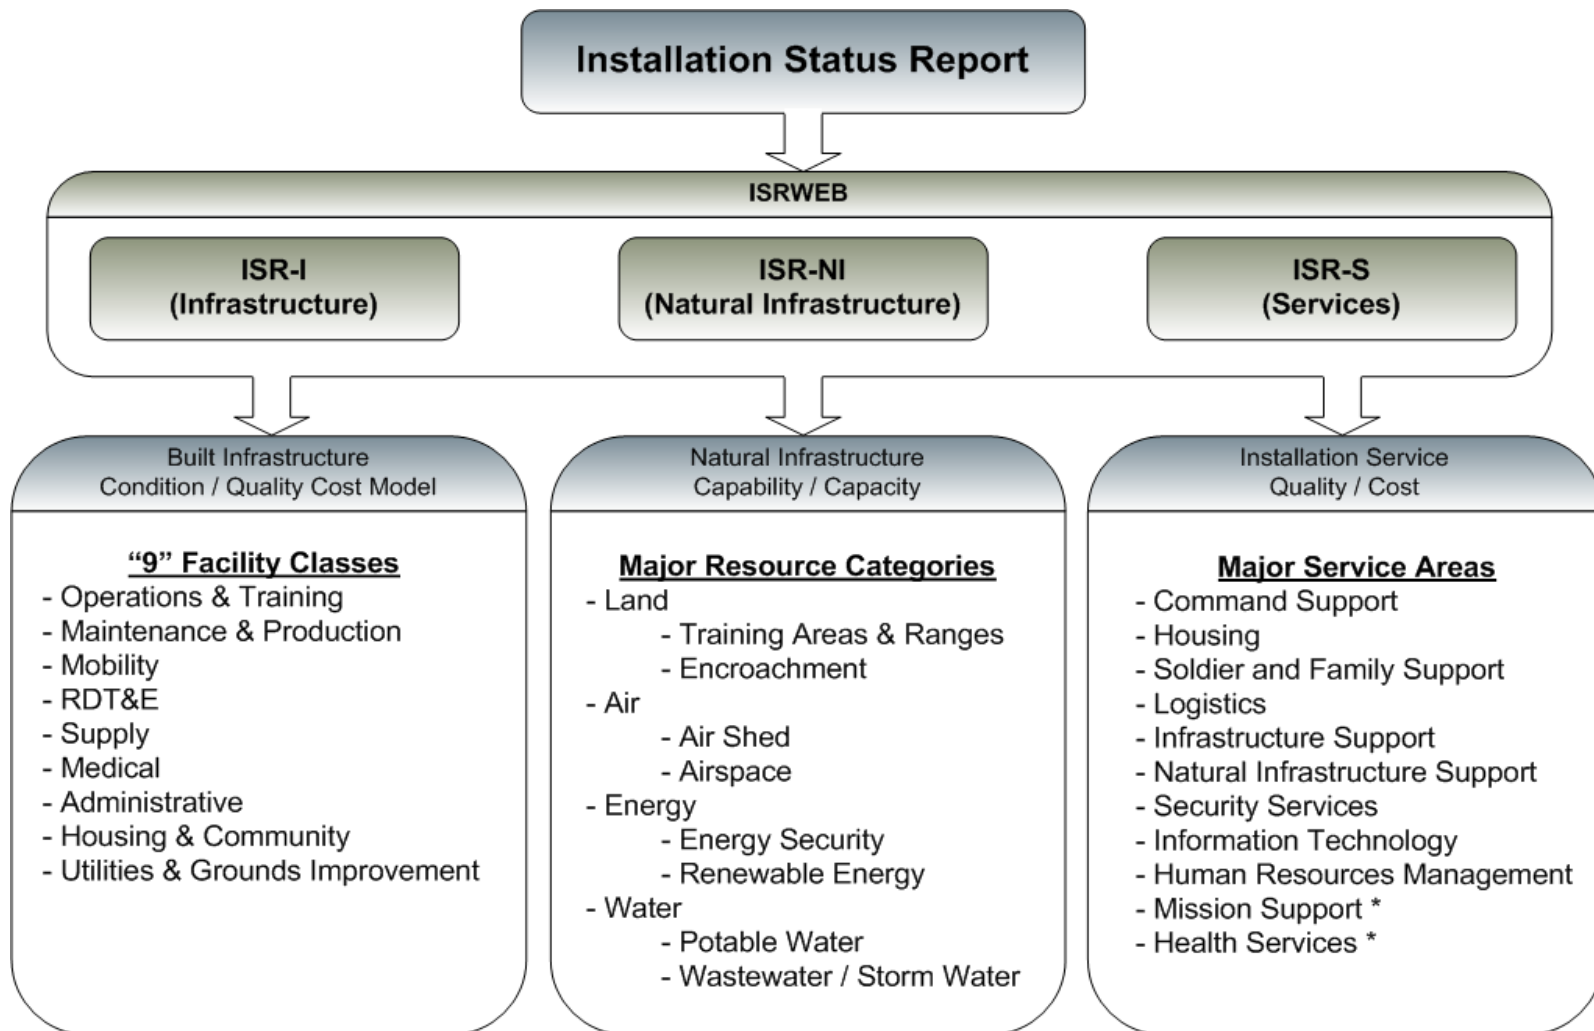 Installation Status Report
ISRWEB
ISR-I
(Infrastructure)
ISR-NI
(Natural Infrastructure)
ISR-S
(Services)
Built Infrastructure
Condition / Quality Cost Model
“9” Facility Classes
- Operations & Training
- Maintenance & Production
- Mobility
- RDT&E
- Supply
- Medical
- Administrative
- Housing & Community
- Utilities & Grounds Improvement
Natural Infrastructure
Capability / Capacity
Major Resource Categories
- Land
- Training Areas & Ranges
- Encroachment
- Air
- Air Shed
- Airspace
- Energy
- Energy Security
- Renewable Energy
- Water
- Potable Water
- Wastewater / Storm Water
Installation Service
Quality / Cost
Major Service Areas
- Command Support
- Housing
- Soldier and Family Support
- Logistics
- Infrastructure Support
- Natural Infrastructure Support
- Security Services
- Information Technology
- Human Resources Management
- Mission Support *
- Health Services *